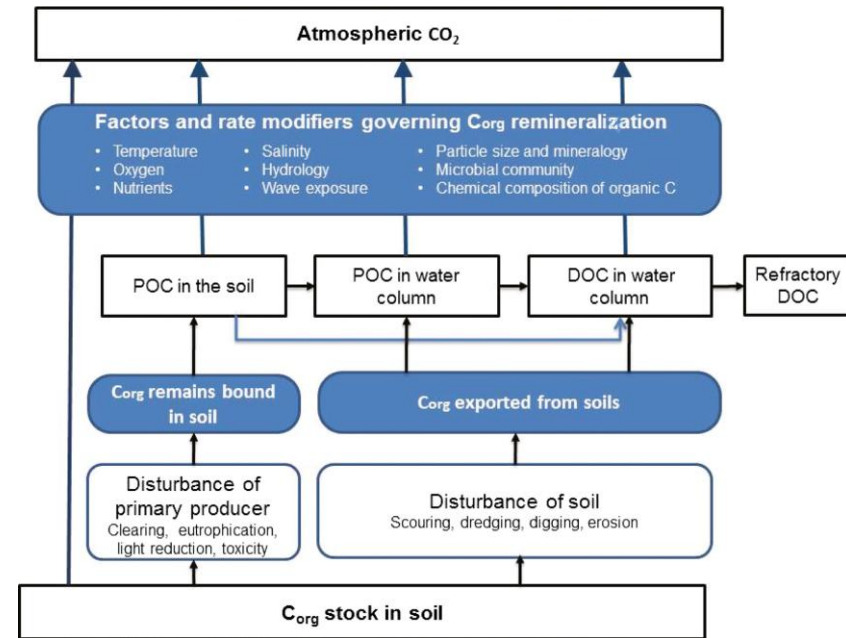 Atmospheric CO₂
Factors and rate modifiers governing Corg remineralization
• Temperature
• Oxygen
• Nutrients
• Salinity
• Hydrology
• Wave exposure
• Particle size and mineralogy
• Microbial community
• Chemical composition of organic C
POC in the soil
POC in water
column
DOC in water
column
Refractory
DOC
Corg remains bound
in soil
Corg exported from soils
Disturbance of
primary producer
Clearing, eutrophication,
light reduction, toxicity
Disturbance of soil
Scouring, dredging, digging, erosion
Corg stock in soil